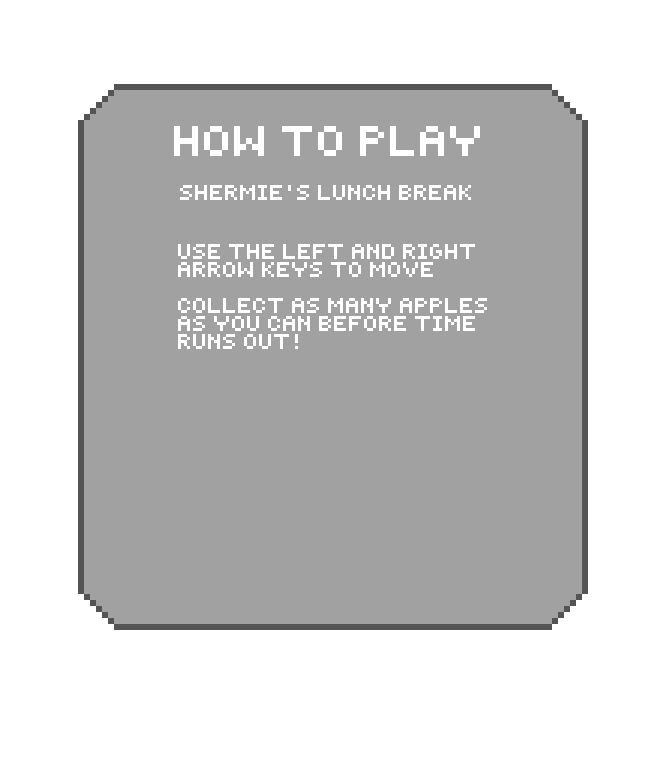 HOW TO PLAY
SHERMIE'S LUNCH BREAK
USE THE LEFT AND RIGHT
ARROW KEYS TO MOVE
COLLECT AS MANY APPLES
AS YOU CAN BEFORE TIME
RUNS OUT!